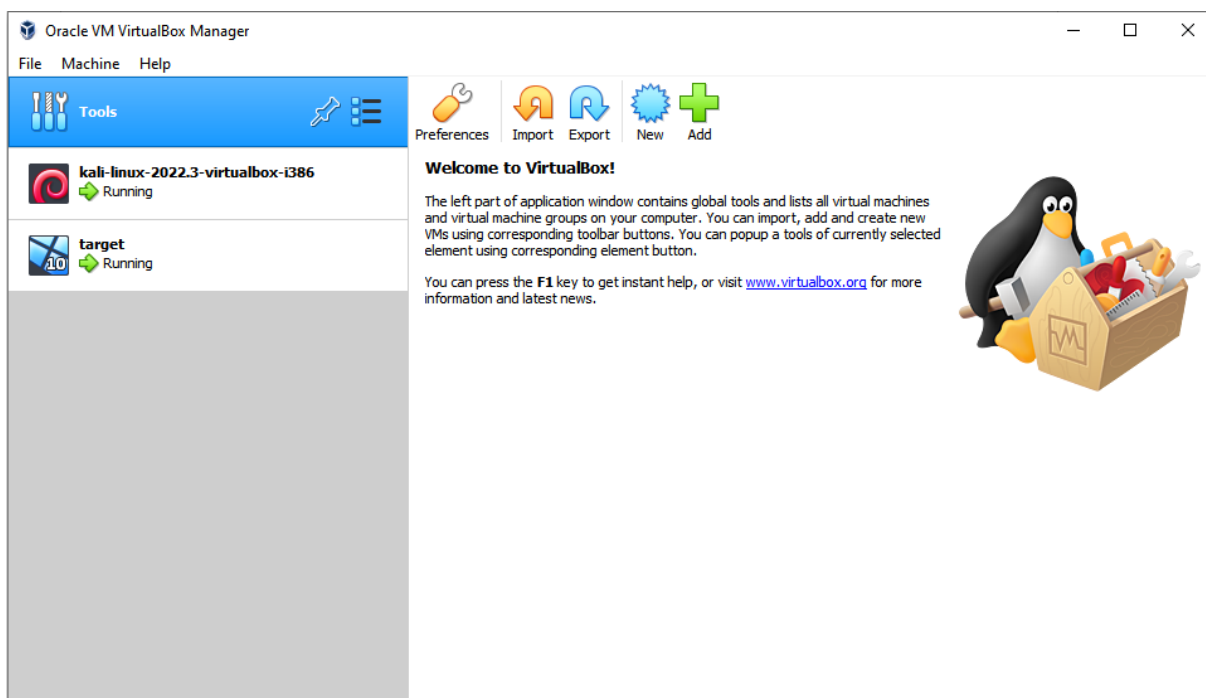 Oracle VM VirtualBox Manager
File Machine Help
Tools
kali-linux-2022.3-virtualbox-i386
Running
target
Running
10
Preferences Import Export New Add
Welcome to VirtualBox!
The left part of application window contains global tools and lists all virtual machines
and virtual machine groups on your computer. You can import, add and create new
VMs using corresponding toolbar buttons. You can popup a tools of currently selected
element using corresponding element button.
You can press the F1 key to get instant help, or visit www.virtualbox.org for more
information and latest news.
VM